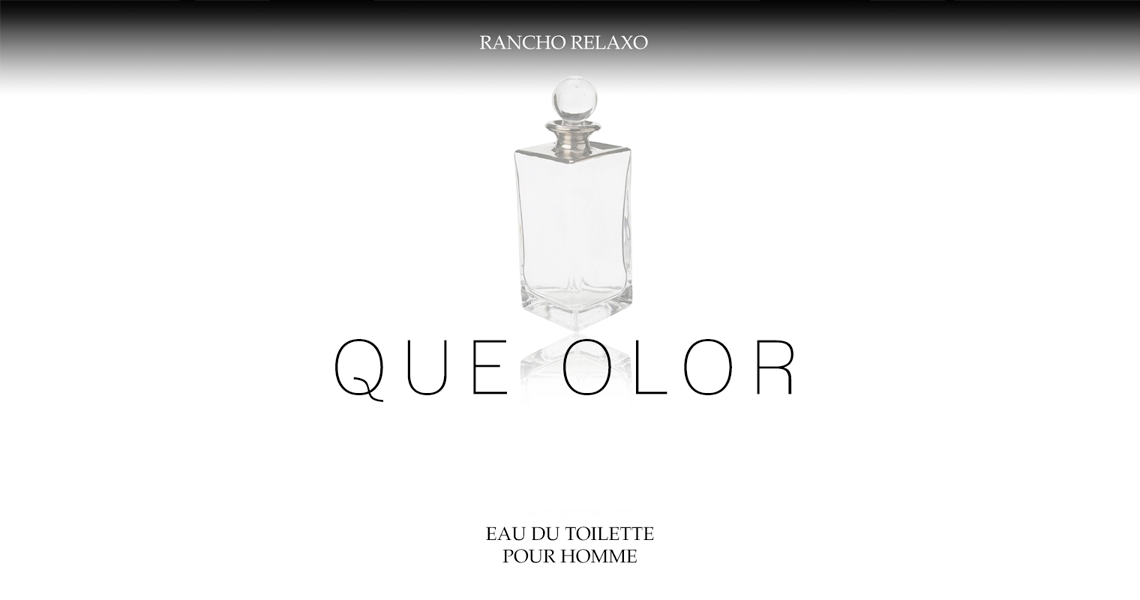 RANCHO RELAXO
QUE OLOR
EAU DU TOILETTE
POUR HOMME